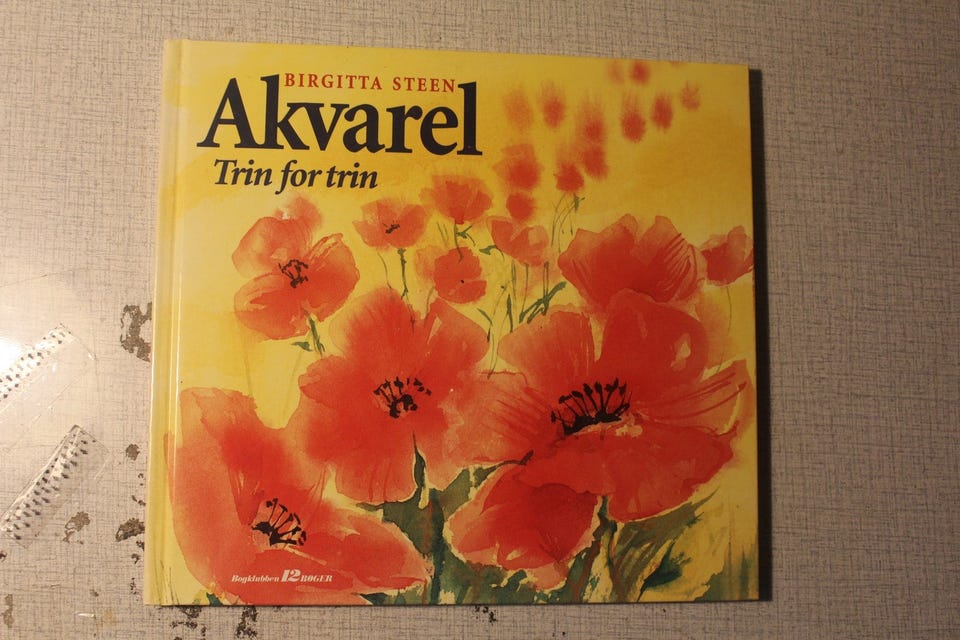 BIRGITTA STEEN
Akvarel
Trin for trin
Bogklubben 12 BØGER